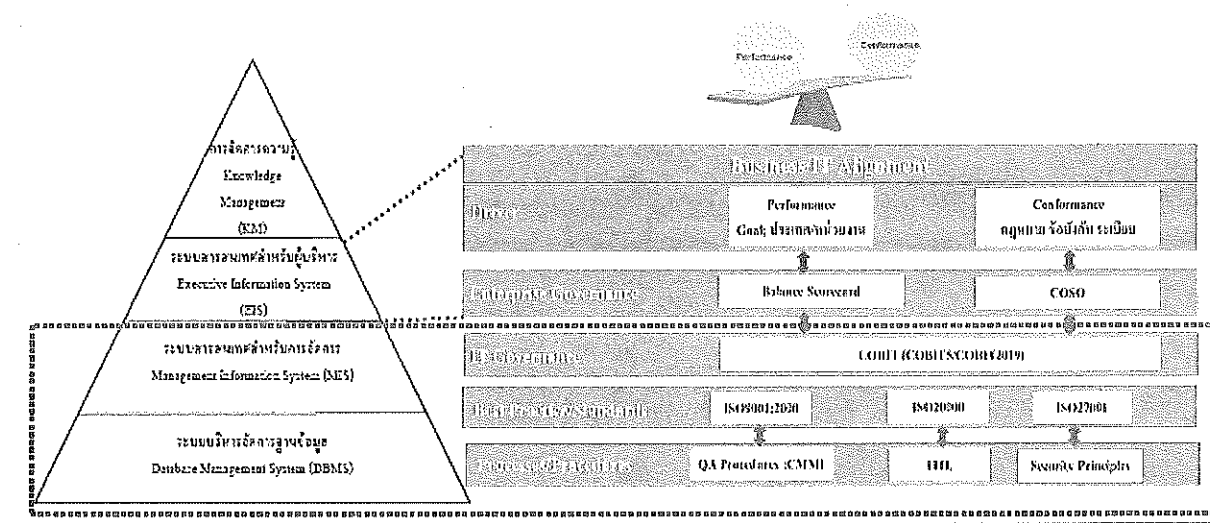 Performance
Conformance
การจัดการความรู้
Knowledge
Management
(KM)
ระบบสารสนเทศสำหรับผู้บริหาร
Executive Information System
(EIS)
ระบบสารสนเทศสำหรับการจัดการ
Management Information System (MIS)
ระบบบริหารจัดการฐานข้อมูล
Database Management System (DBMS)
Business/IT Alignment
Driver
Performance
Goal; ประเทศ/หน่วยงาน
Conformance
กฎหมาย ข้อบังคับ ระเบียบ
Enterprise Governance
Balance Scorecard
COSO
IT Governance
COBIT (COBIT5/COBIT2019)
Best Practice/Standards
ISO9001:2000
ISO20000
ISO27001
Process/Procedures
QA Procedures :CMMI
ITIL
Security Principles